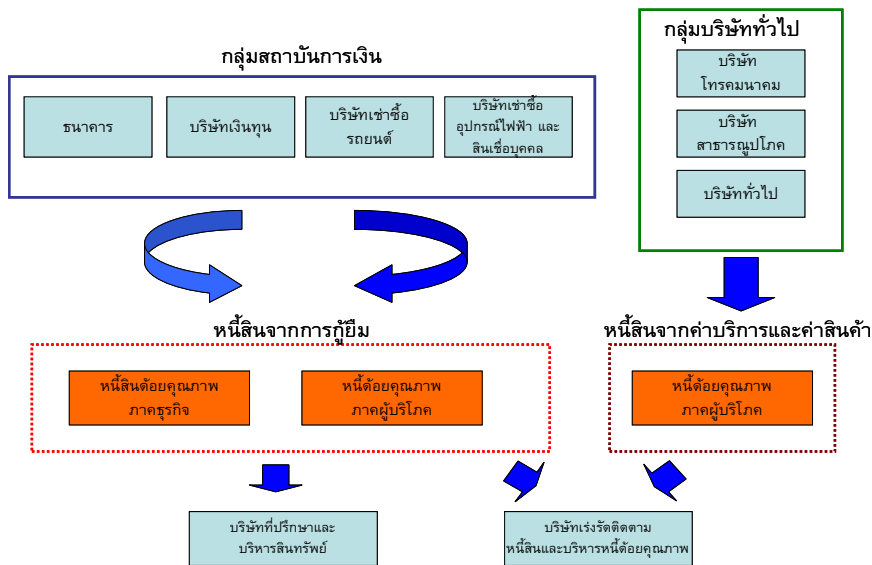 กลุ่มสถาบันการเงิน
ธนาคาร
บริษัทเงินทุน
บริษัทเช่าซื้อ
รถยนต์
บริษัทเช่าซื้อ
อุปกรณ์ไฟฟ้า และ
สินเชื่อบุคคล
กลุ่มบริษัททั่วไป
บริษัท
โทรคมนาคม
บริษัท
สาธารณูปโภค
บริษัททั่วไป
หนี้สินจากการกู้ยืม
หนี้สินด้อยคุณภาพ
ภาคธุรกิจ
หนี้ด้อยคุณภาพ
ภาคผู้บริโภค
หนี้สินจากค่าบริการและค่าสินค้า
หนี้ด้อยคุณภาพ
ภาคผู้บริโภค
บริษัทที่ปรึกษาและ
บริหารสินทรัพย์
บริษัทเร่งรัดติดตาม
หนี้สินและบริหารหนี้ด้อยคุณภาพ